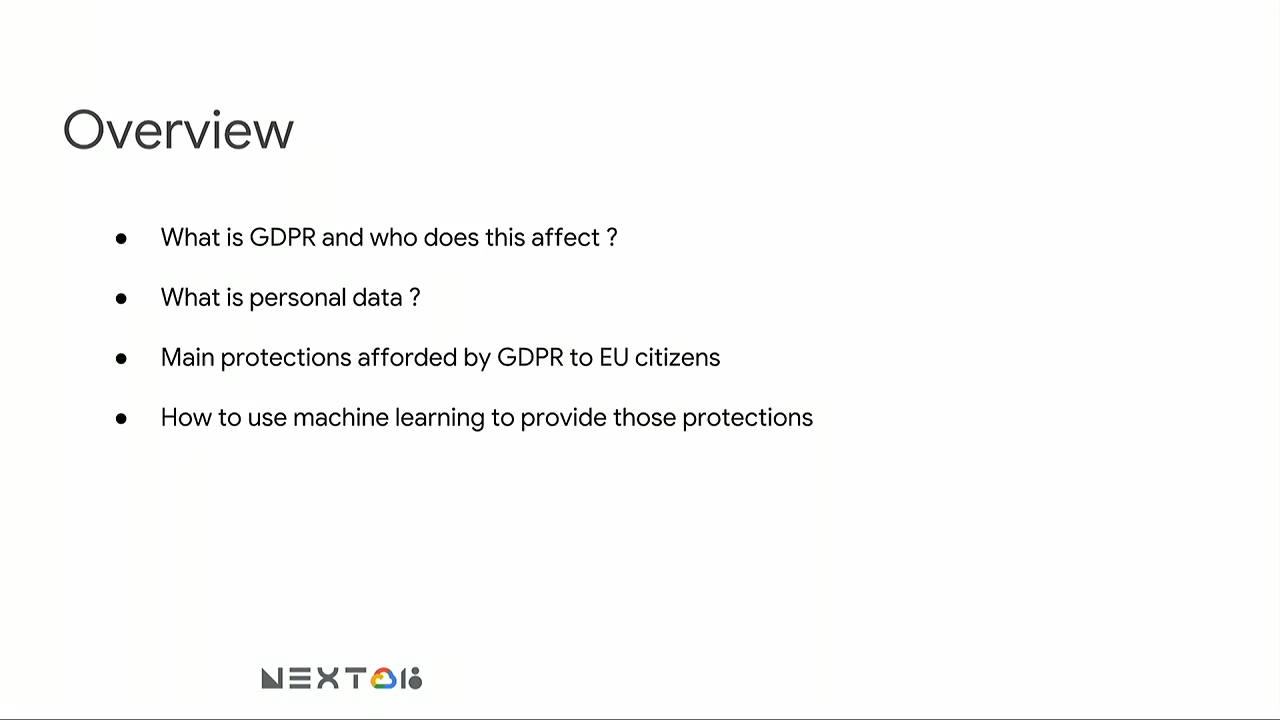 Overview
● What is GDPR and who does this affect ?
● What is personal data ?
● Main protections afforded by GDPR to EU citizens
● How to use machine learning to provide those protections
NEXT 18